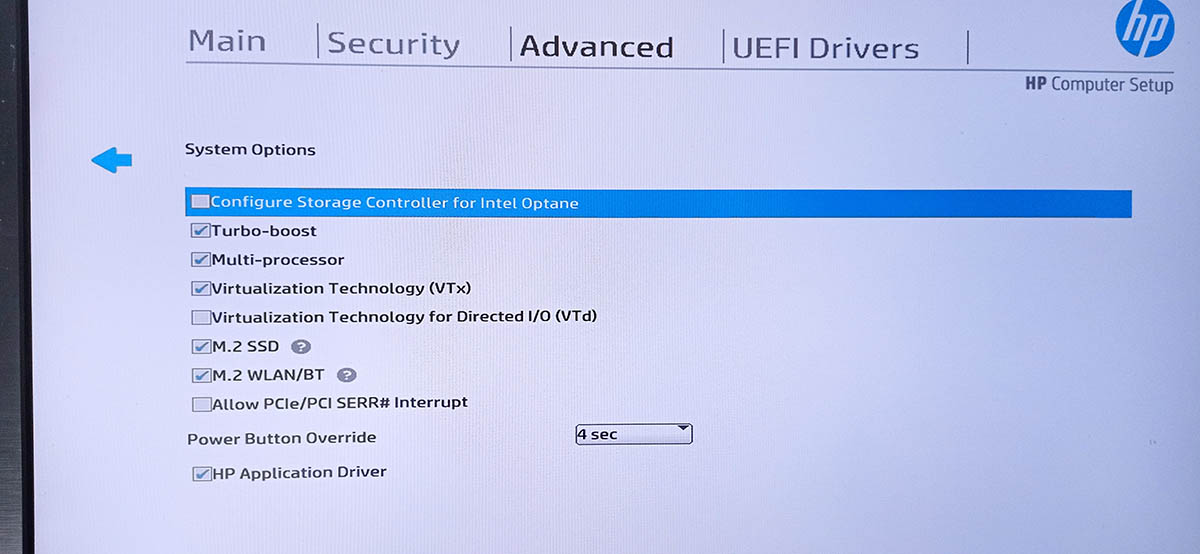 Main Security Advanced UEFI Drivers
hp
HP Computer Setup
System Options
Configure Storage Controller for Intel Optane
Turbo-boost
Multi-processor
Virtualization Technology (VTx)
Virtualization Technology for Directed I/O (VTd)
M.2 SSD ?
M.2 WLAN/BT ?
Allow PCIe/PCI SERR# Interrupt
Power Button Override 4 sec
HP Application Driver